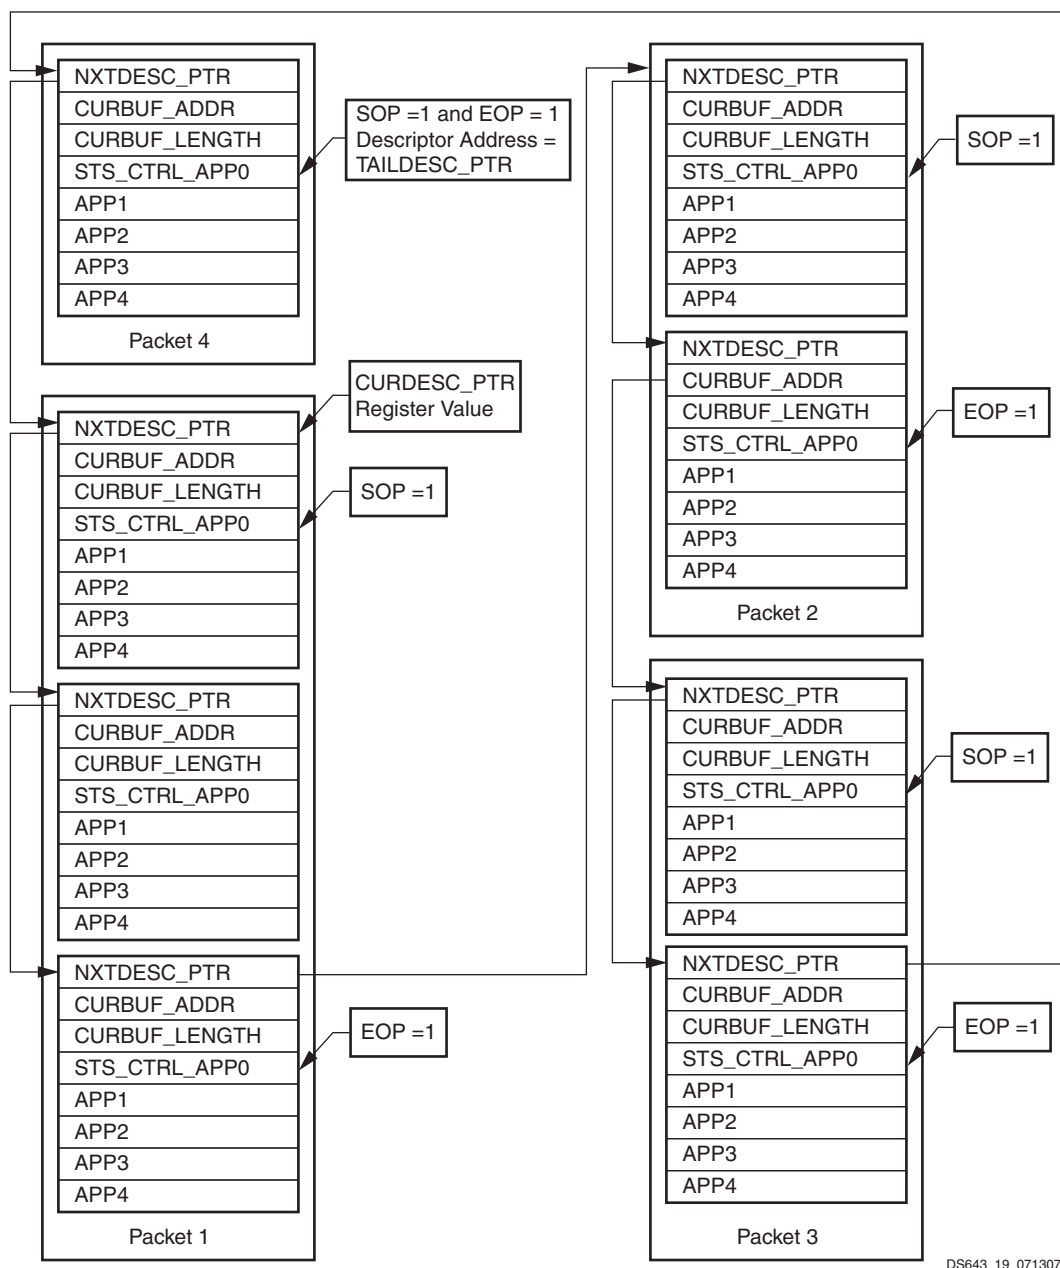 NXTDESC_PTR
CURBUF_ADDR
CURBUF_LENGTH
STS_CTRL_APP0
APP1
APP2
APP3
APP4
Packet 4
SOP =1 and EOP = 1
Descriptor Address =
TAILDESC_PTR
CURDESC_PTR
Register Value
NXTDESC_PTR
CURBUF_ADDR
CURBUF_LENGTH
STS_CTRL_APP0
APP1
APP2
APP3
APP4
SOP =1
NXTDESC_PTR
CURBUF_ADDR
CURBUF_LENGTH
STS_CTRL_APP0
APP1
APP2
APP3
APP4
NXTDESC_PTR
CURBUF_ADDR
CURBUF_LENGTH
STS_CTRL_APP0
APP1
APP2
APP3
APP4
EOP =1
Packet 1
NXTDESC_PTR
CURBUF_ADDR
CURBUF_LENGTH
STS_CTRL_APP0
APP1
APP2
APP3
APP4
SOP =1
NXTDESC_PTR
CURBUF_ADDR
CURBUF_LENGTH
STS_CTRL_APP0
APP1
APP2
APP3
APP4
EOP =1
Packet 2
NXTDESC_PTR
CURBUF_ADDR
CURBUF_LENGTH
STS_CTRL_APP0
APP1
APP2
APP3
APP4
SOP =1
NXTDESC_PTR
CURBUF_ADDR
CURBUF_LENGTH
STS_CTRL_APP0
APP1
APP2
APP3
APP4
EOP =1
Packet 3
DS643_19_071307